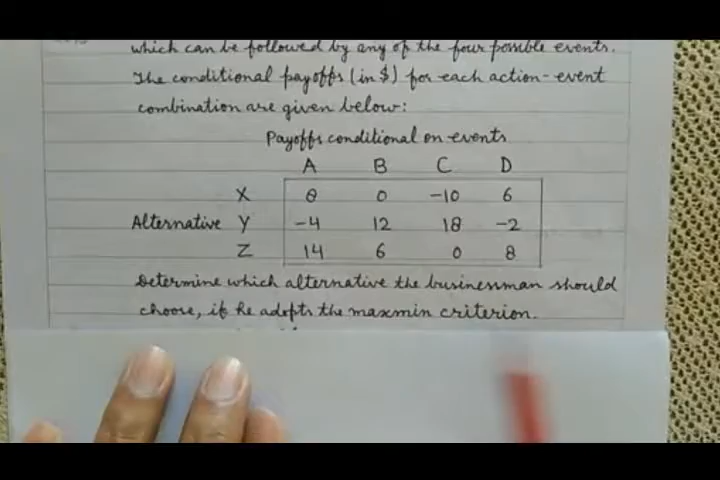 which can be followed by any of the four possible events.
The conditional payoffs (in $) for each action-event
combination are given below:
Payoffs conditional on events
A B C D
X 8 0 -10 6
Alternative Y -4 12 18 -2
Z 14 6 0 8
Determine which alternative the businessman should
choose, if he adopts the maxmin criterion.